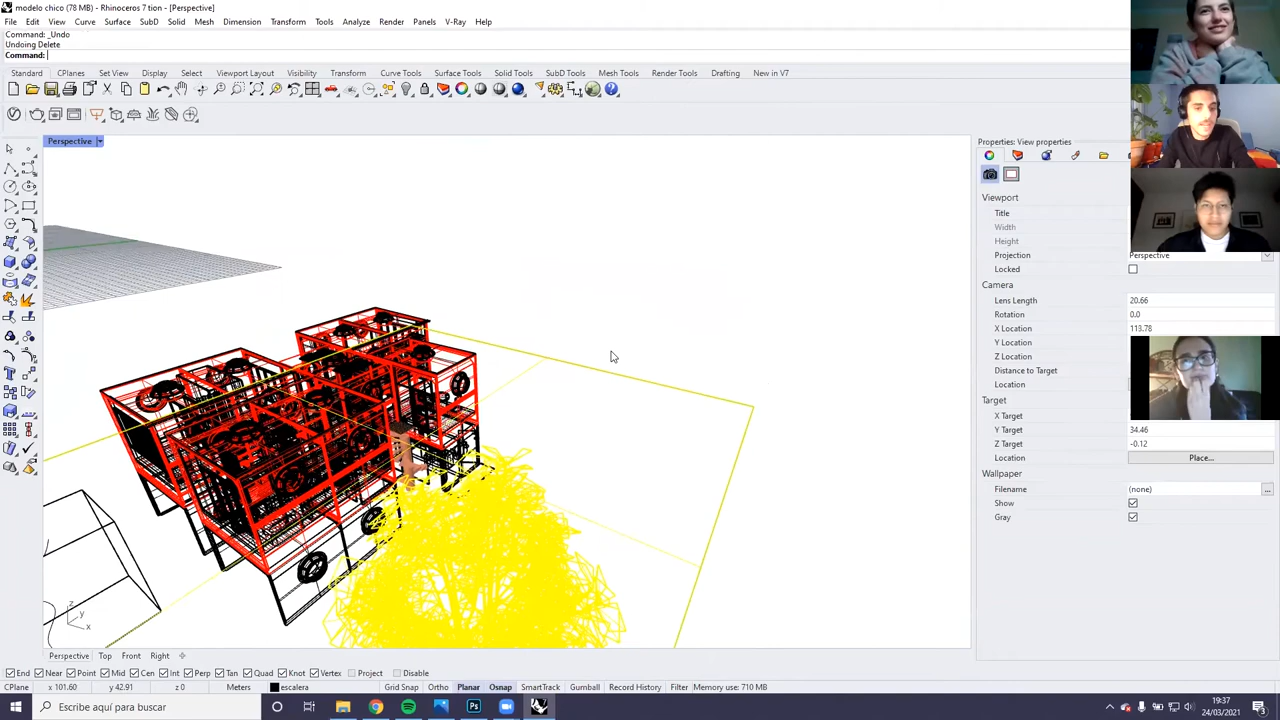 modelo chico (78 MB) - Rhinoceros 7 tion - [Perspective]
File Edit View Curve Surface SubD Solid Mesh Dimension Transform Tools Analyze Render Panels V-Ray Help
Command: _Undo
Undoing Delete
Command:
Standard CPlanes Set View Display Select Viewport Layout Visibility Transform Curve Tools Surface Tools Solid Tools SubD Tools Mesh Tools Render Tools Drafting New in V7
Perspective
Properties: View properties
Viewport
Title
Width
Height
Projection Perspective
Locked
Camera
Lens Length 20.66
Rotation 0.0
X Location 113.78
Y Location
Z Location
Distance to Target
Location
Target
X Target
Y Target 34.46
Z Target -0.12
Location Place...
Wallpaper
Filename (none) ...
Show
Gray
z
y
x
Perspective Top Front Right
End Near Point Mid Cen Int Perp Tan Quad Knot Vertex Project Disable
CPlane x 101.60 y 42.91 z 0 Meters escalera Grid Snap Ortho Planar Osnap SmartTrack Gumball Record History Filter Memory use: 710 MB
Escribe aquí para buscar
Ps
19:37
24/03/2021
3